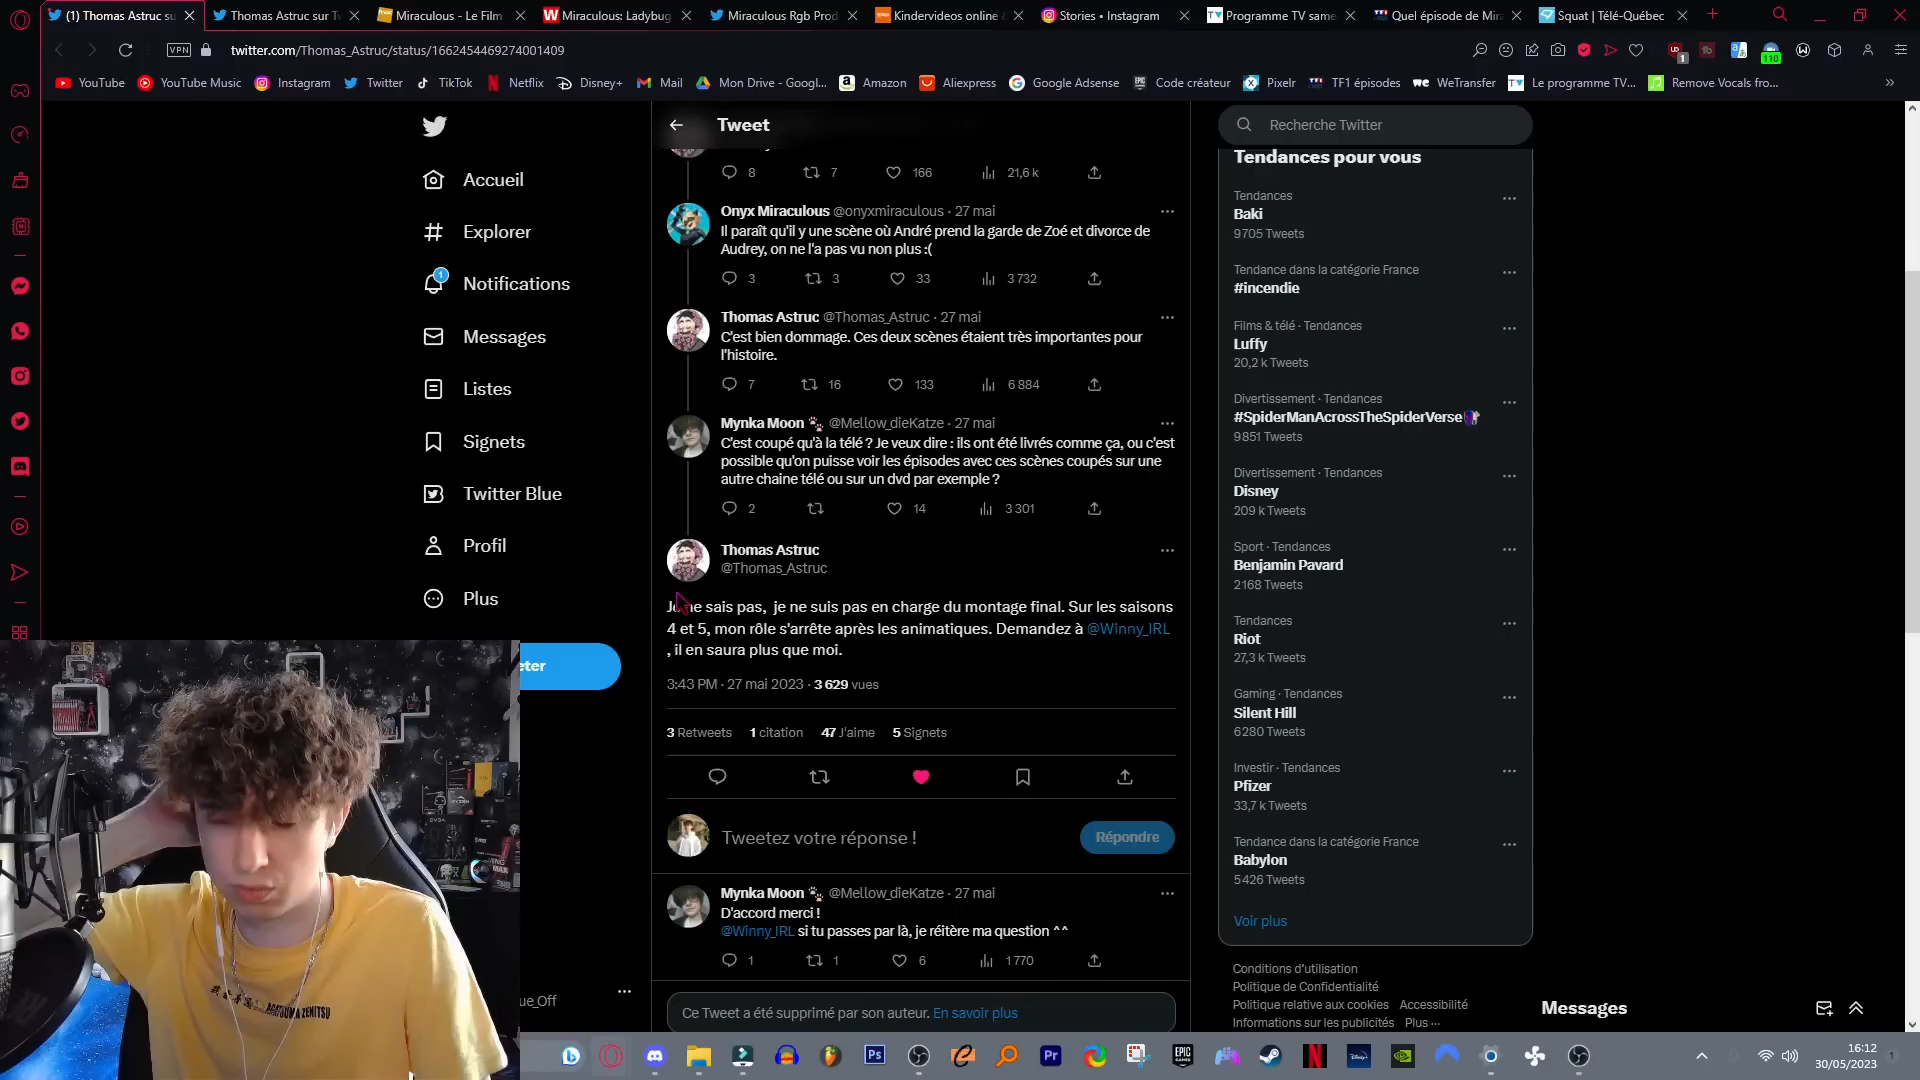 (1) Thomas Astruc su
Thomas Astruc sur Tw
Miraculous - Le Film
Miraculous: Ladybug
Miraculous Rgb Prod
Kindervideos online
Stories • Instagram
Programme TV same
Quel épisode de Mira
Squat | Télé-Québec
VPN
twitter.com/Thomas_Astruc/status/1662454469274001409
1
110
YouTube
YouTube Music
Instagram
Twitter
TikTok
Netflix
Disney+
Mail
Mon Drive - Googl...
Amazon
Aliexpress
Google Adsense
Code créateur
Pixelr
TF1 épisodes
WeTransfer
Le programme TV...
Remove Vocals fro...
Accueil
Explorer
1
Notifications
Messages
Listes
Signets
Twitter Blue
Profil
Plus
eter
ue_Off
Tweet
8 7 166 21,6 k
Onyx Miraculous @onyxmiraculous · 27 mai
Il paraît qu'il y une scène où André prend la garde de Zoé et divorce de
Audrey, on ne l'a pas vu non plus :(
3 3 33 3 732
Thomas Astruc @Thomas_Astruc · 27 mai
C'est bien dommage. Ces deux scènes étaient très importantes pour
l'histoire.
7 16 133 6 884
Mynka Moon @Mellow_dieKatze · 27 mai
C'est coupé qu'à la télé ? Je veux dire : ils ont été livrés comme ça, ou c'est
possible qu'on puisse voir les épisodes avec ces scènes coupés sur une
autre chaine télé ou sur un dvd par exemple ?
2 14 3 301
Thomas Astruc
@Thomas_Astruc
Je ne sais pas, je ne suis pas en charge du montage final. Sur les saisons
4 et 5, mon rôle s'arrête après les animatiques. Demandez à @Winny_IRL
, il en saura plus que moi.
3:43 PM · 27 mai 2023 · 3 629 vues
3 Retweets 1 citation 47 J'aime 5 Signets
Tweetez votre réponse !
Répondre
Mynka Moon @Mellow_dieKatze · 27 mai
D'accord merci !
@Winny_IRL si tu passes par là, je réitère ma question ^^
1 1 6 1 770
Ce Tweet a été supprimé par son auteur. En savoir plus
Recherche Twitter
Tendances pour vous
Tendances
Baki
9705 Tweets
Tendance dans la catégorie France
#incendie
Films & télé · Tendances
Luffy
20,2 k Tweets
Divertissement · Tendances
#SpiderManAcrossTheSpiderVerse
9851 Tweets
Divertissement · Tendances
Disney
209 k Tweets
Sport · Tendances
Benjamin Pavard
2168 Tweets
Tendances
Riot
27,3 k Tweets
Gaming · Tendances
Silent Hill
6280 Tweets
Investir · Tendances
Pfizer
33,7 k Tweets
Tendance dans la catégorie France
Babylon
5426 Tweets
Voir plus
Conditions d'utilisation
Politique de Confidentialité
Politique relative aux cookies Accessibilité
Informations sur les publicités Plus ···
Messages
Ps
Pr
EPIC GAMES
16:12
30/05/2023
1